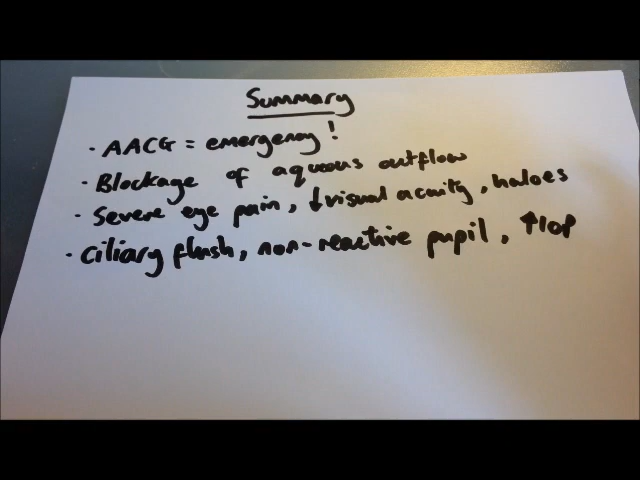 Summary
· AACG = emergency!
· Blockage of aqueous outflow
· Severe eye pain, ↓visual acuity, haloes
· Ciliary flush, non-reactive pupil, ↑IOP